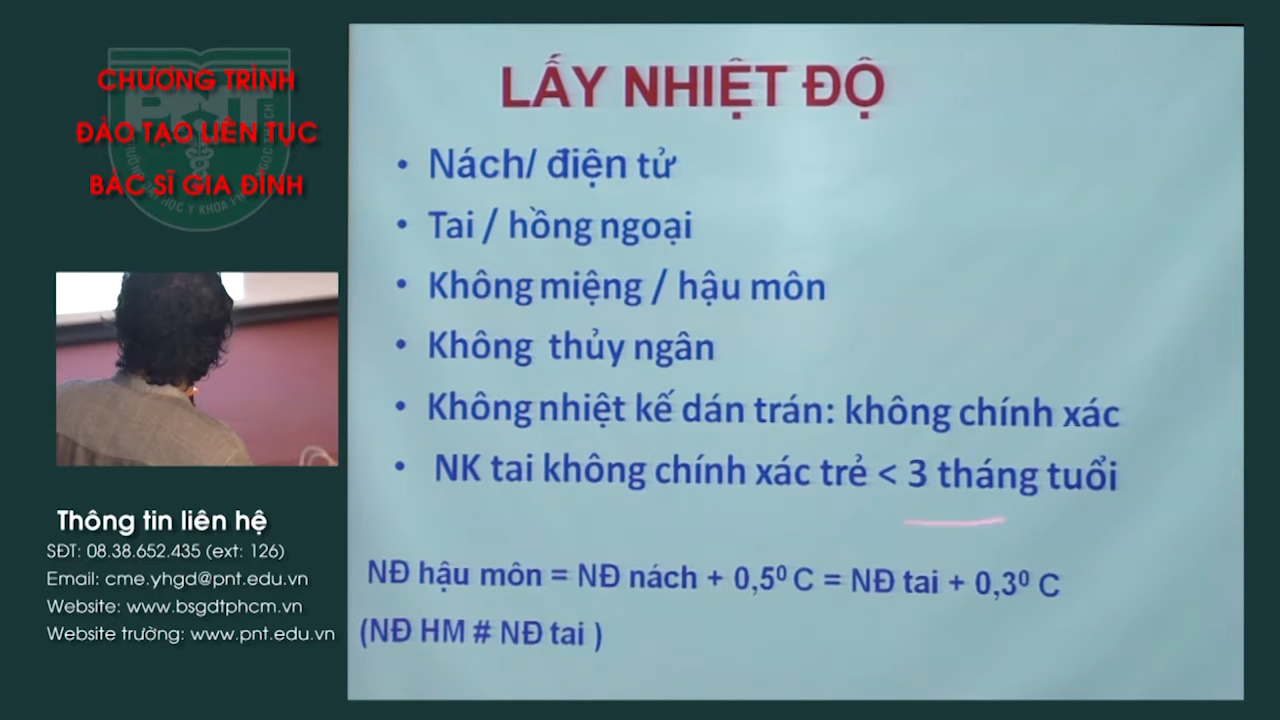 CHƯƠNG TRÌNH
ĐÀO TẠO LIÊN TỤC
BÁC SĨ GIA ĐÌNH
PNT
Thông tin liên hệ
SĐT: 08.38.652.435 (ext: 126)
Email: cme.yhgd@pnt.edu.vn
Website: www.bsgdtphcm.vn
Website trường: www.pnt.edu.vn
LẤY NHIỆT ĐỘ
• Nách/ điện tử
• Tai / hồng ngoại
• Không miệng / hậu môn
• Không thủy ngân
• Không nhiệt kế dán trán: không chính xác
• NK tai không chính xác trẻ < 3 tháng tuổi
NĐ hậu môn = NĐ nách + 0,5⁰ C = NĐ tai + 0,3⁰ C
(NĐ HM # NĐ tai )